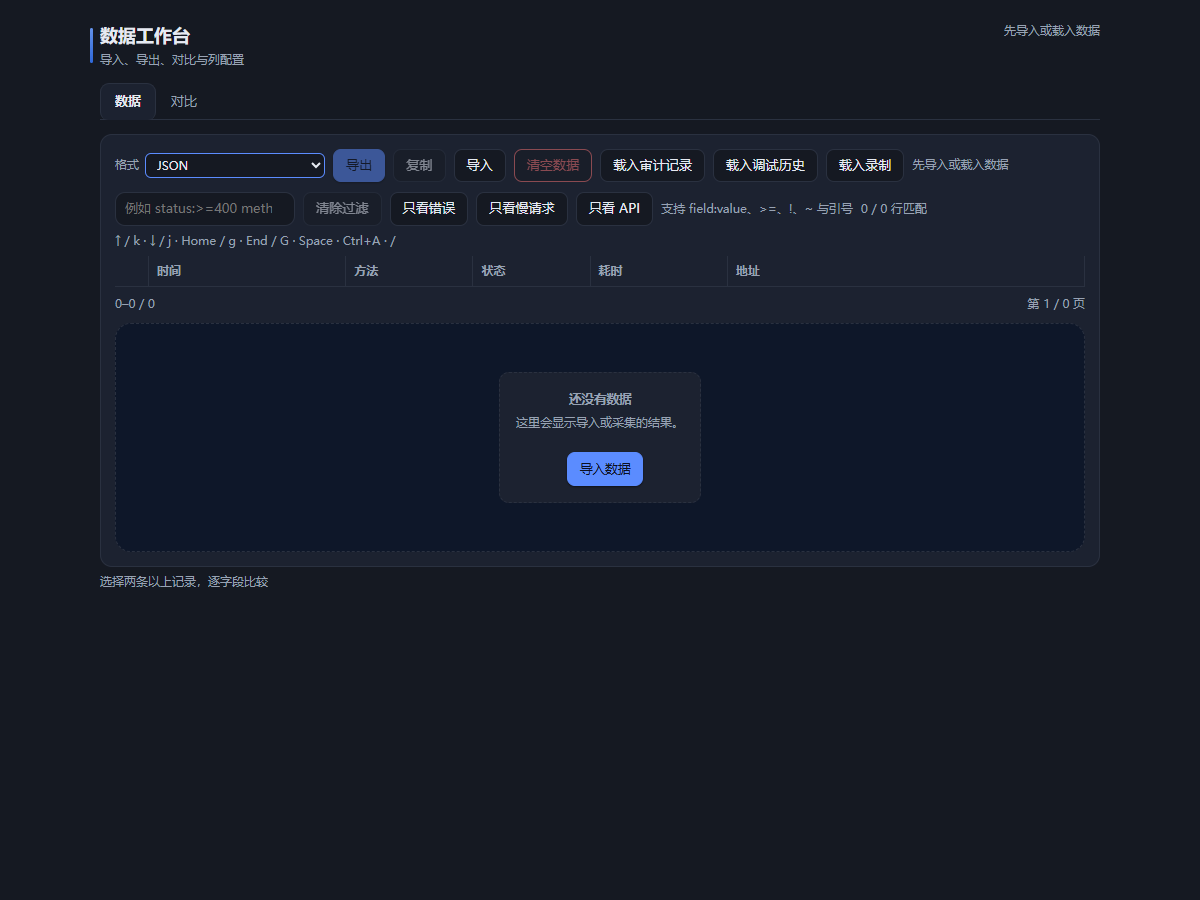 数据工作台
先导入或载入数据
导入、导出、对比与列配置
数据 对比
格式 JSON 导出 复制 导入 清空数据 载入审计记录 载入调试历史 载入录制 先导入或载入数据
例如 status:>=400 meth 清除过滤 只看错误 只看慢请求 只看 API 支持 field:value、>=、!、~ 与引号 0 / 0 行匹配
↑ / k · ↓ / j · Home / g · End / G · Space · Ctrl+A · /
时间 方法 状态 耗时 地址
0–0 / 0 第 1 / 0 页
还没有数据
这里会显示导入或采集的结果。
导入数据
选择两条以上记录，逐字段比较